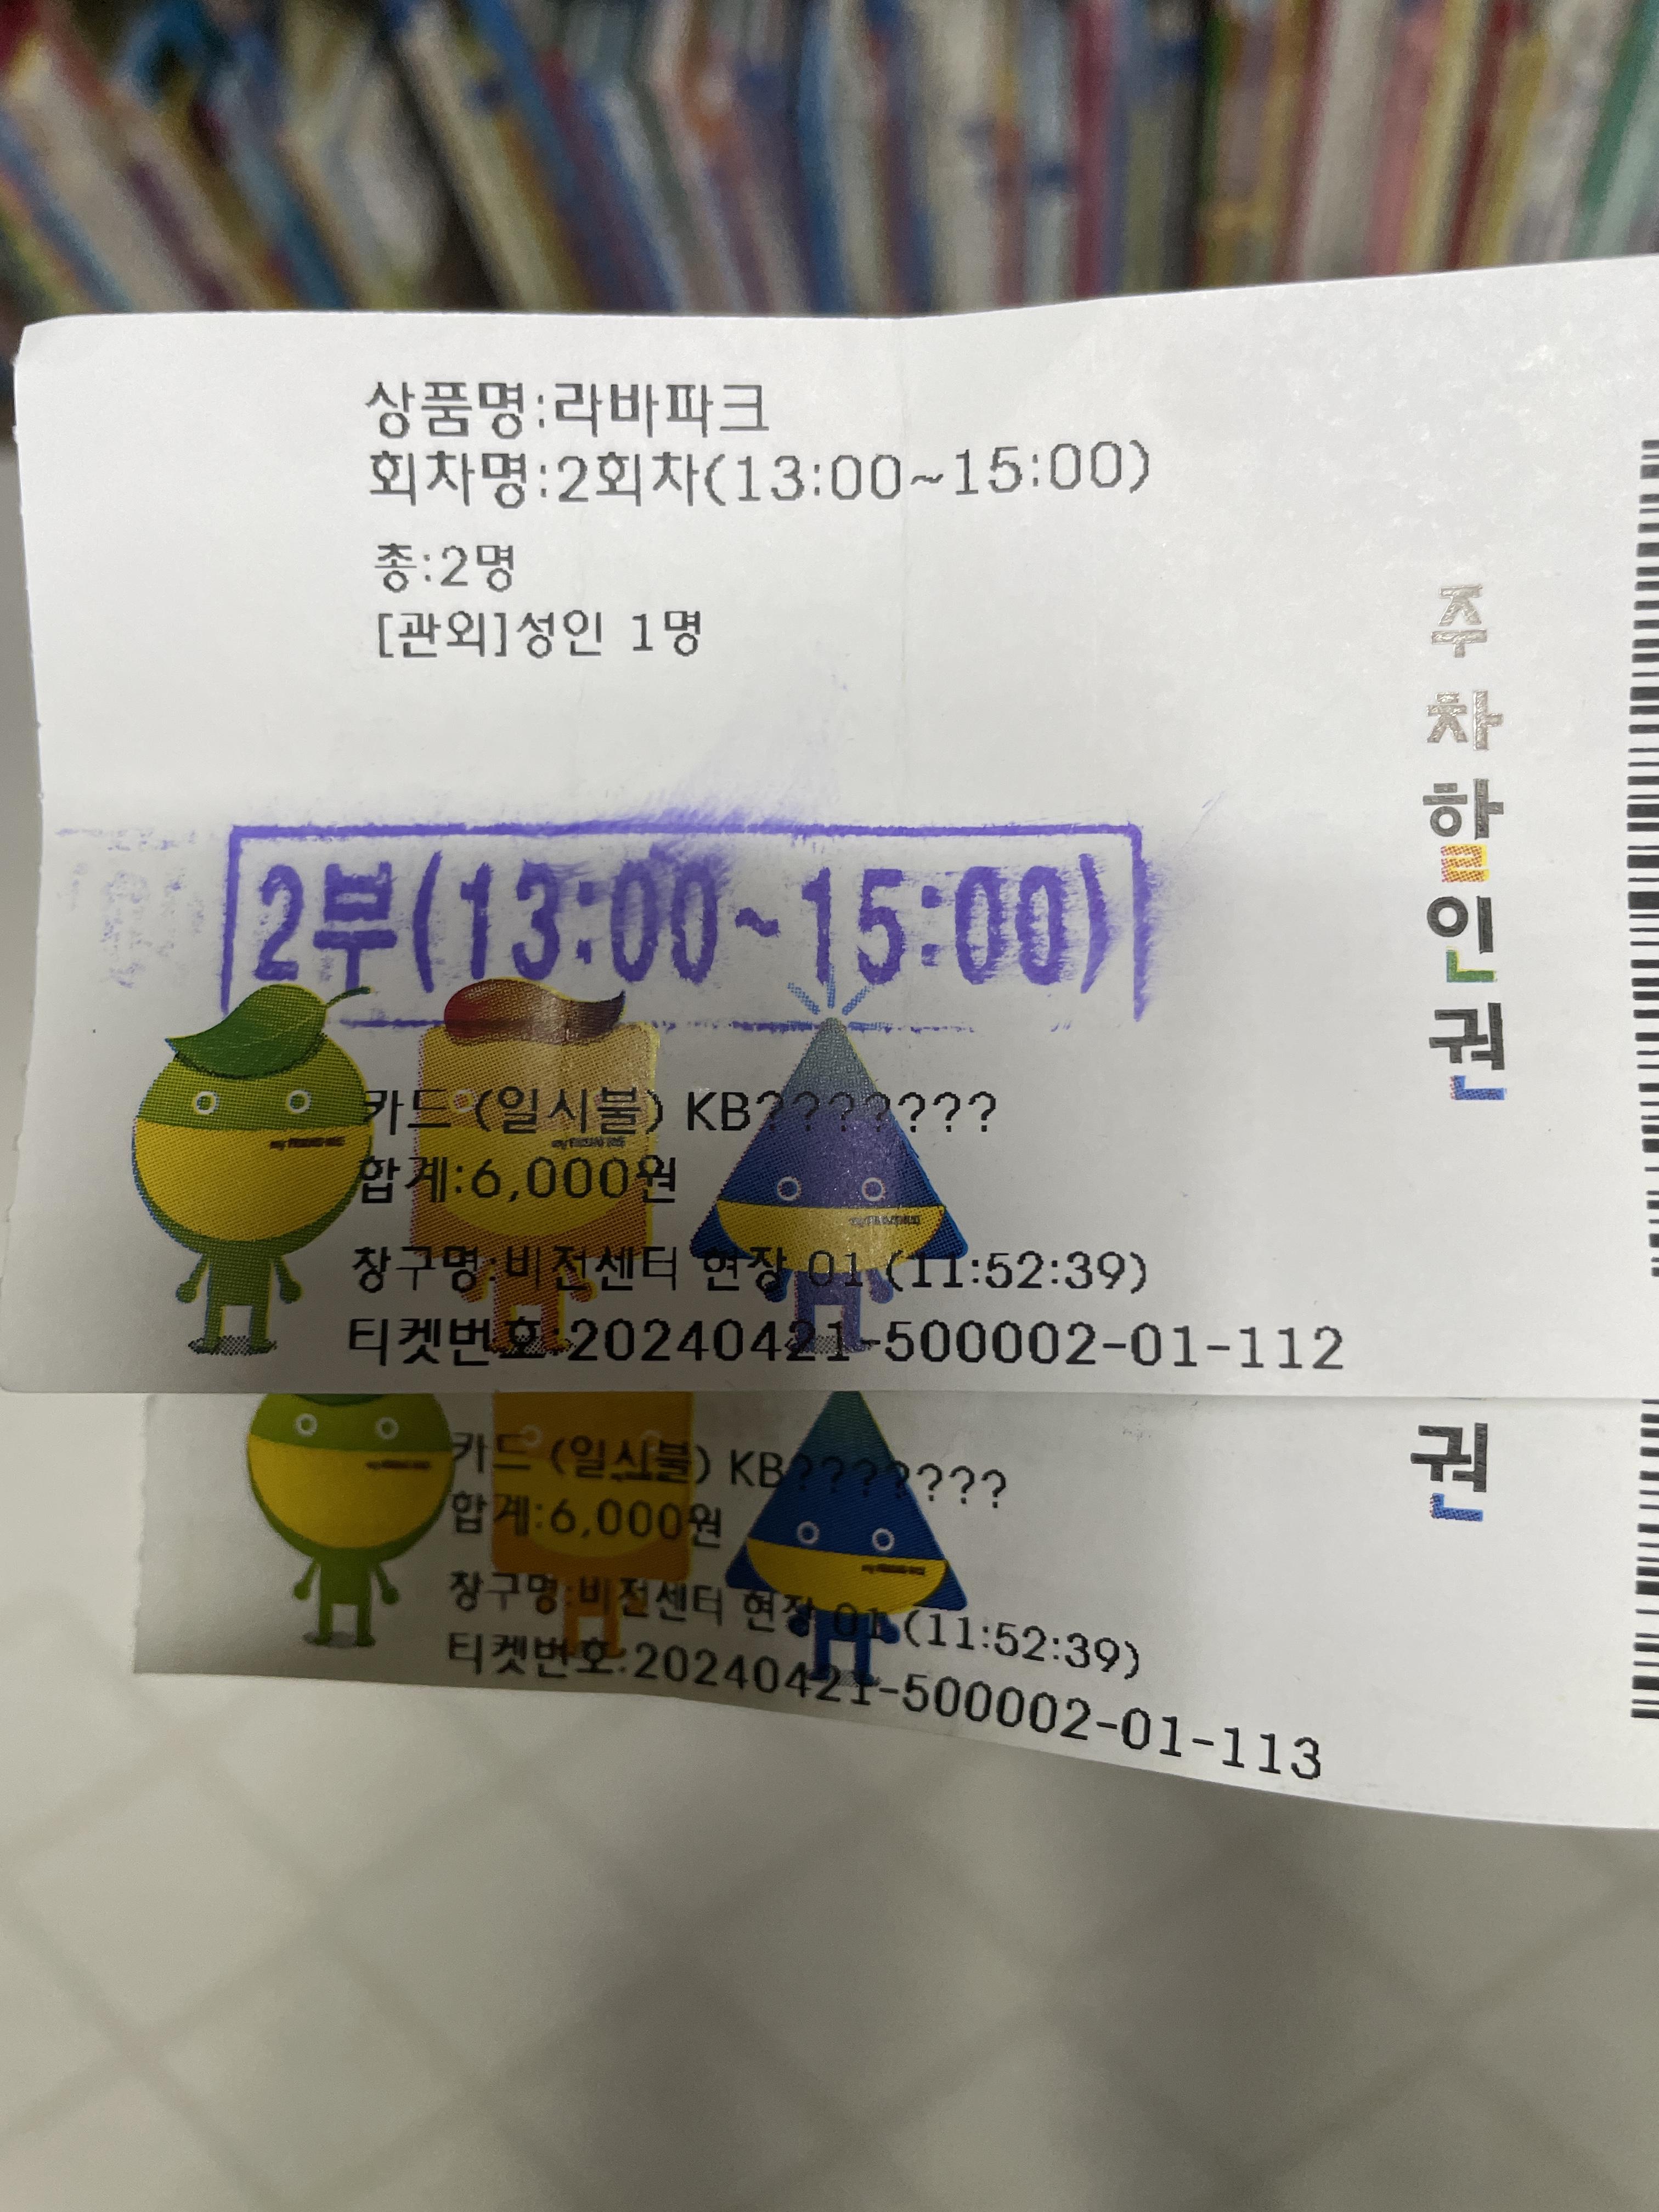 상품명:라바파크
회차명:2회차(13:00~15:00)
총:2명
[관외]성인 1명
2부(13:00~15:00)
카드 (일시불) KB???????
합계:6,000원
창구명:비전센터 현장 01 (11:52:39)
티켓번호:20240421-500002-01-112
주차할인권
카드 (일시불) KB???????
합계:6,000원
창구명:비전센터 현장 01 (11:52:39)
티켓번호:20240421-500002-01-113
권